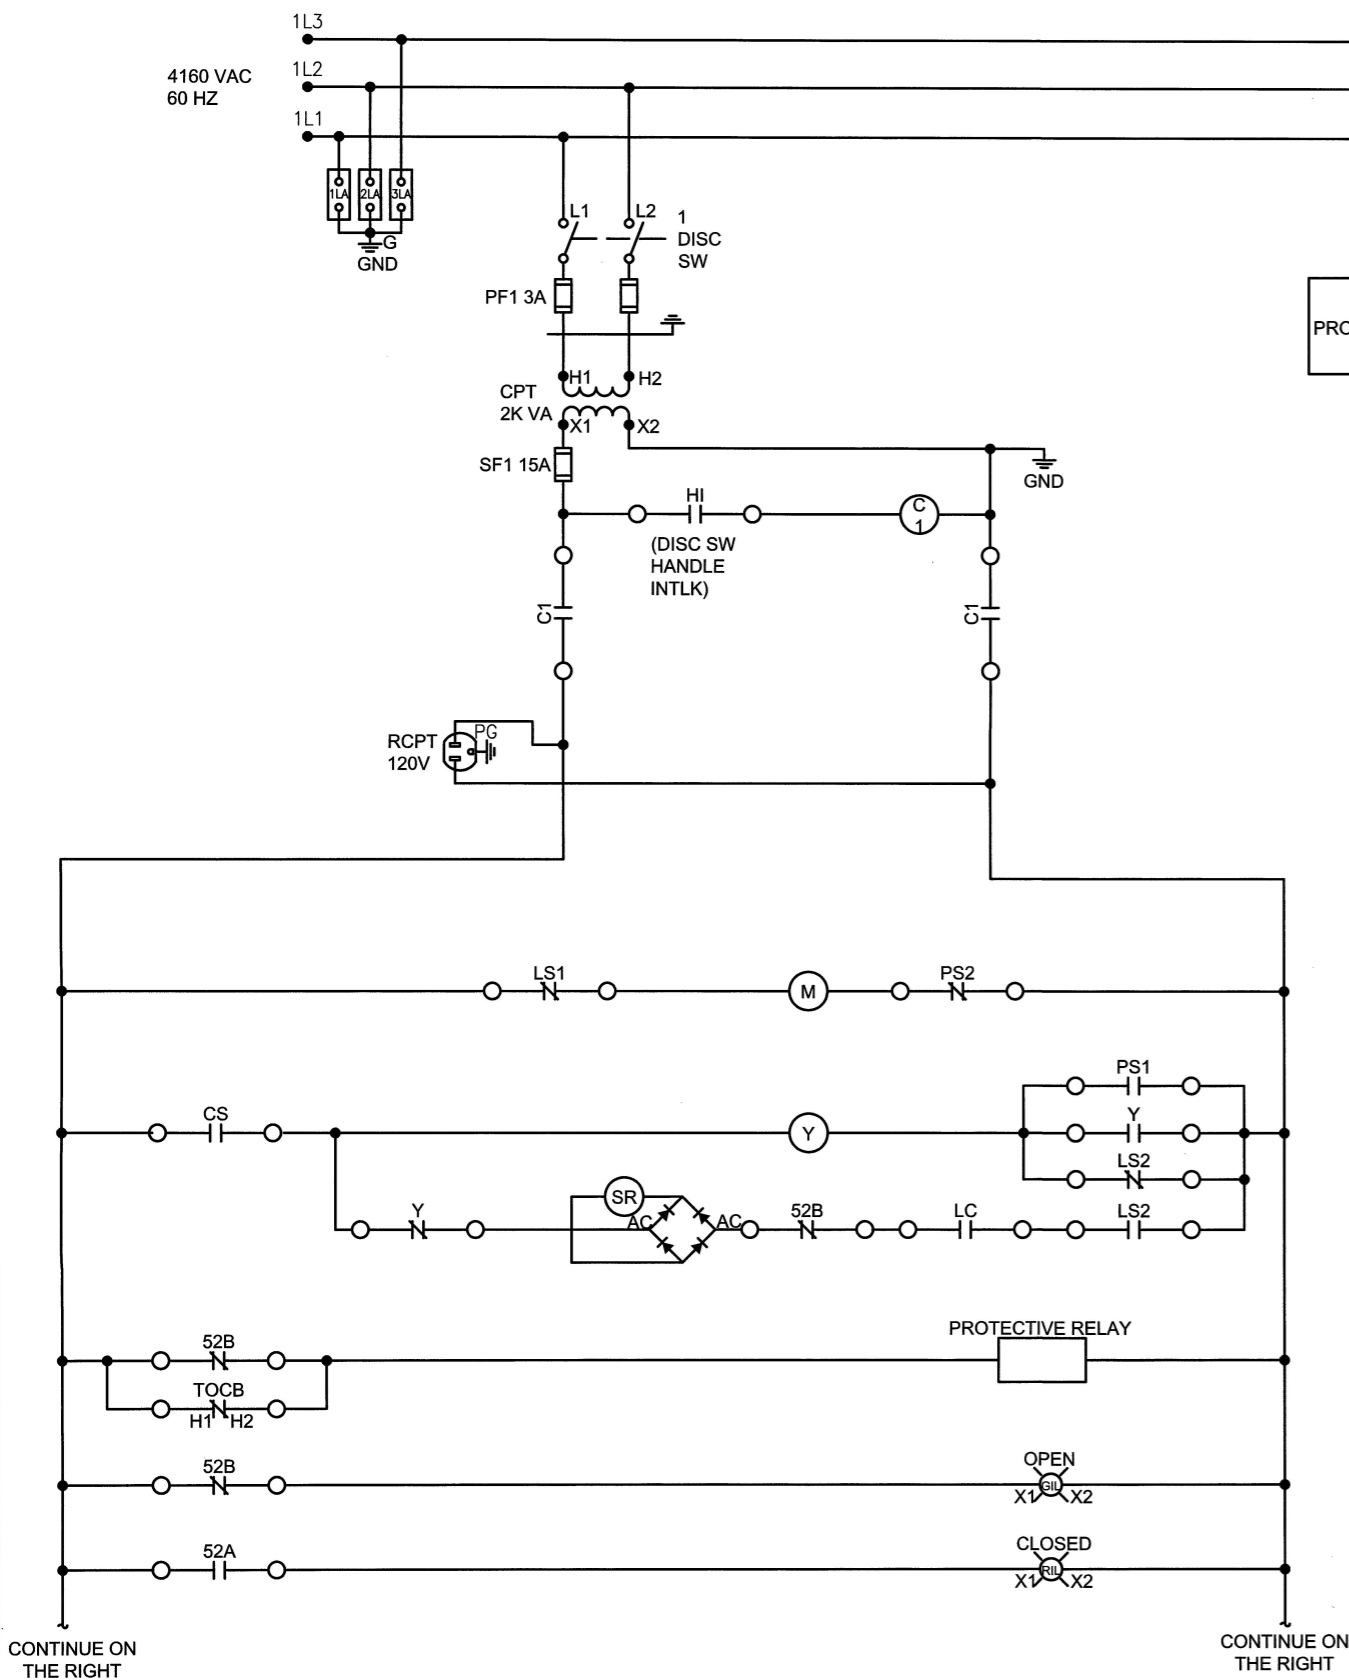 1L3
1L2
4160 VAC
60 HZ
1L1
1LA
2LA
3LA
G
GND
L1
L2
1
DISC
SW
PF1 3A
PRO
H1
H2
CPT
2K VA
X1
X2
SF1 15A
GND
HI
C
1
(DISC SW
HANDLE
INTLK)
C1
C1
RCPT
120V
PG
LS1
M
PS2
PS1
CS
Y
Y
LS2
SR
Y
AC
AC
52B
LC
LS2
52B
PROTECTIVE RELAY
TOCB
H1
H2
52B
OPEN
GIL
X1
X2
52A
CLOSED
RIL
X1
X2
CONTINUE ON
THE RIGHT
CONTINUE ON
THE RIGHT